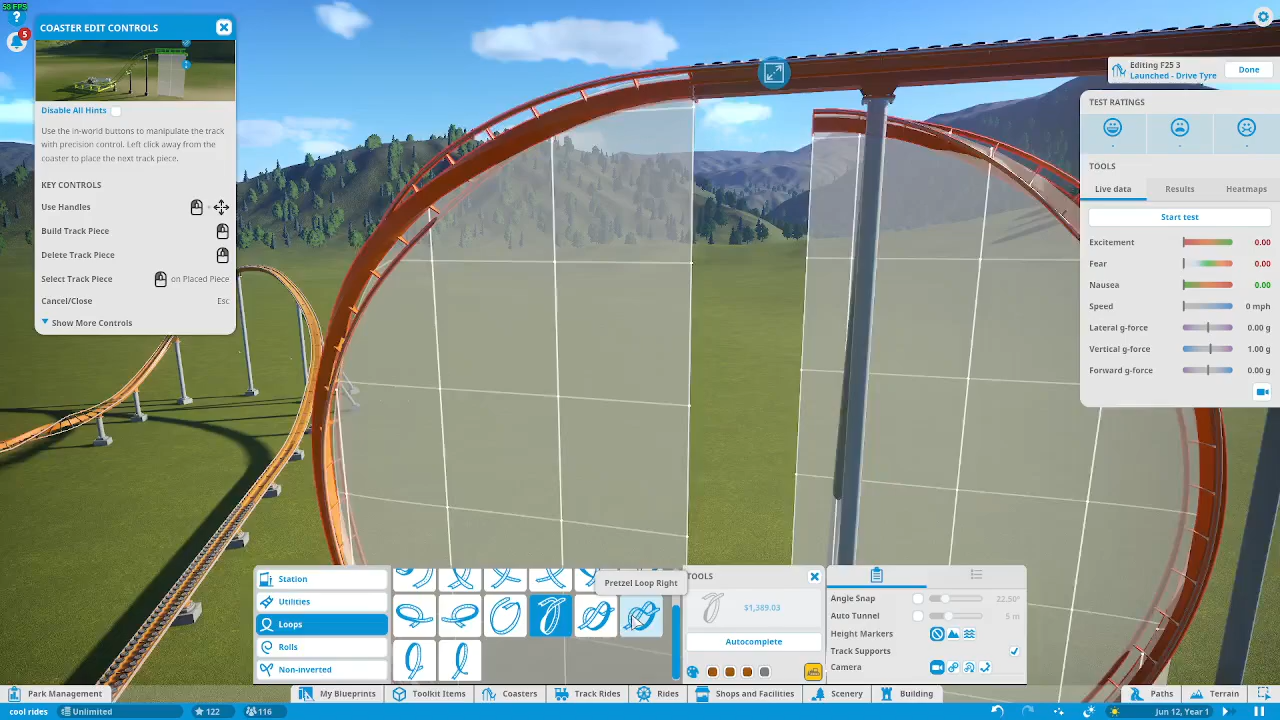 58 FPS
?
5
COASTER EDIT CONTROLS
Disable All Hints
Use the in-world buttons to manipulate the track
with precision control. Left click away from the
coaster to place the next track piece.
KEY CONTROLS
Use Handles
Build Track Piece
Delete Track Piece
Select Track Piece on Placed Piece
Cancel/Close Esc
Show More Controls
Editing F25 3
Launched - Drive Tyre
Done
TEST RATINGS
- - -
TOOLS
Live data Results Heatmaps
Start test
Excitement 0.00
Fear 0.00
Nausea 0.00
Speed 0 mph
Lateral g-force 0.00 g
Vertical g-force 1.00 g
Forward g-force 0.00 g
Station
Utilities
Loops
Rolls
Non-inverted
Pretzel Loop Right
TOOLS
$1,389.03
Autocomplete
Angle Snap 22.50°
Auto Tunnel 5 m
Height Markers
Track Supports
Camera
Park Management
My Blueprints
Toolkit Items
Coasters
Track Rides
Rides
Shops and Facilities
Scenery
Building
Paths
Terrain
cool rides
Unlimited
122
116
Jun 12, Year 1